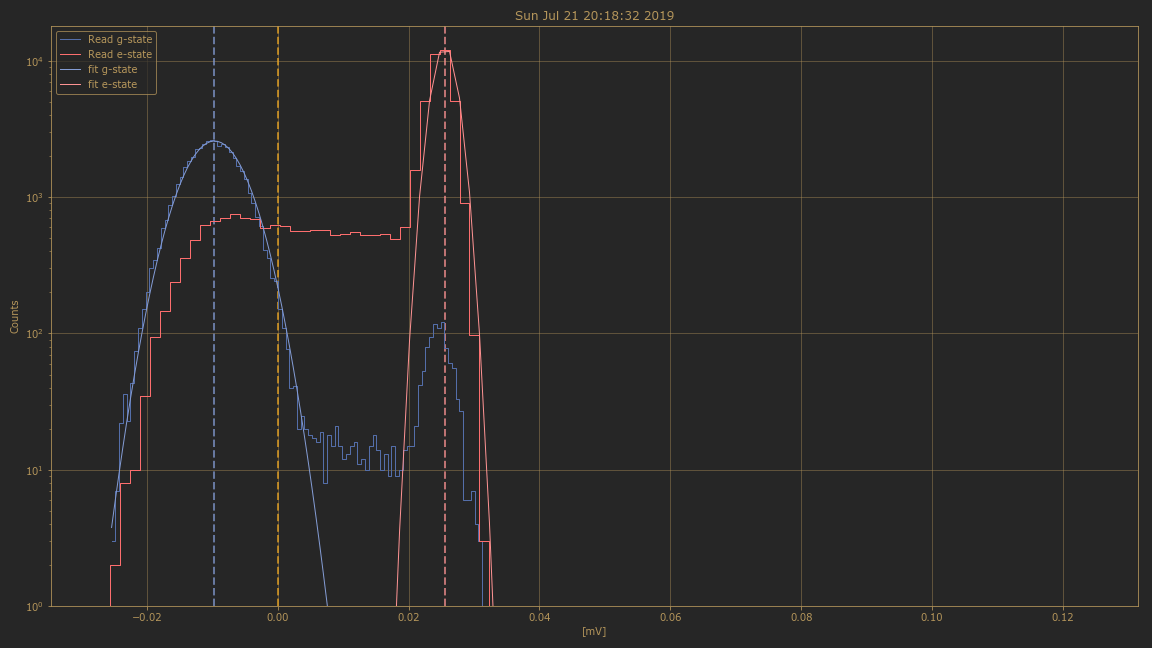 Sun Jul 21 20:18:32 2019
Read g-state
Read e-state
fit g-state
fit e-state
Counts
10⁴
10³
10²
10¹
10⁰
−0.02 0.00 0.02 0.04 0.06 0.08 0.10 0.12
[mV]